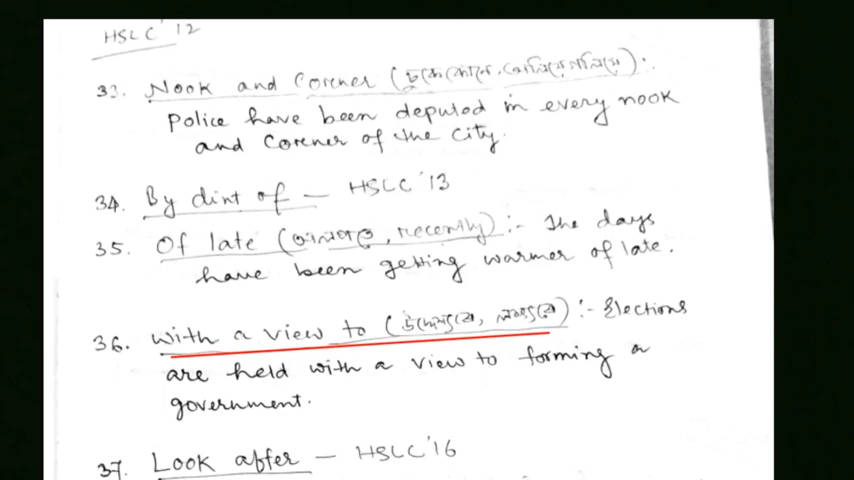 HSLC '12
33. Nook and Corner (চুকে কোণে,
Police have been deputed in every nook
and Corner of the city.
34. By dint of — HSLC '13
35. Of late ( recently) :- The days
have been getting warmer of late.
36. With a view to ( :- Elections
are held with a view to forming a
government.
37. Look after — HSLC '16